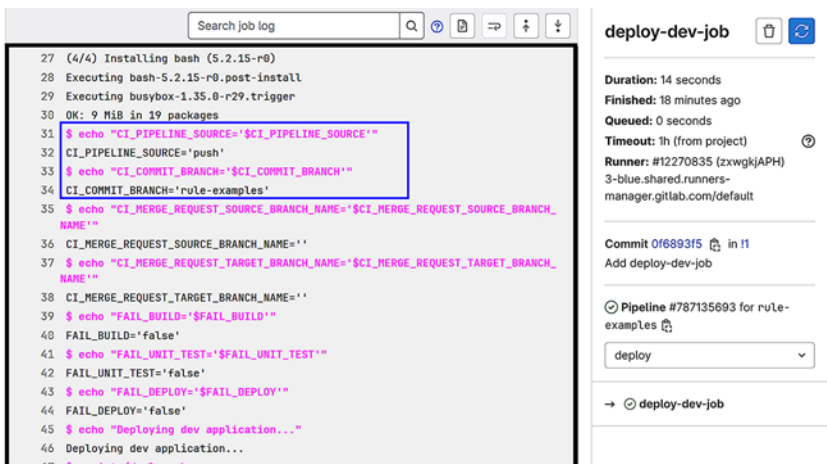 Search job log
27 (4/4) Installing bash (5.2.15-r0)
28 Executing bash-5.2.15-r0.post-install
29 Executing busybox-1.35.0-r29.trigger
30 OK: 9 MiB in 19 packages
31 $ echo "CI_PIPELINE_SOURCE='$CI_PIPELINE_SOURCE'"
32 CI_PIPELINE_SOURCE='push'
33 $ echo "CI_COMMIT_BRANCH='$CI_COMMIT_BRANCH'"
34 CI_COMMIT_BRANCH='rule-examples'
35 $ echo "CI_MERGE_REQUEST_SOURCE_BRANCH_NAME='$CI_MERGE_REQUEST_SOURCE_BRANCH_
NAME'"
36 CI_MERGE_REQUEST_SOURCE_BRANCH_NAME=''
37 $ echo "CI_MERGE_REQUEST_TARGET_BRANCH_NAME='$CI_MERGE_REQUEST_TARGET_BRANCH_
NAME'"
38 CI_MERGE_REQUEST_TARGET_BRANCH_NAME=''
39 $ echo "FAIL_BUILD='$FAIL_BUILD'"
40 FAIL_BUILD='false'
41 $ echo "FAIL_UNIT_TEST='$FAIL_UNIT_TEST'"
42 FAIL_UNIT_TEST='false'
43 $ echo "FAIL_DEPLOY='$FAIL_DEPLOY'"
44 FAIL_DEPLOY='false'
45 $ echo "Deploying dev application..."
46 Deploying dev application...
deploy-dev-job
Duration: 14 seconds
Finished: 18 minutes ago
Queued: 0 seconds
Timeout: 1h (from project)
Runner: #12270835 (zxwgkjAPH)
3-blue.shared.runners-
manager.gitlab.com/default
Commit 0f6893f5 in !1
Add deploy-dev-job
Pipeline #787135693 for rule-
examples
deploy
→ deploy-dev-job